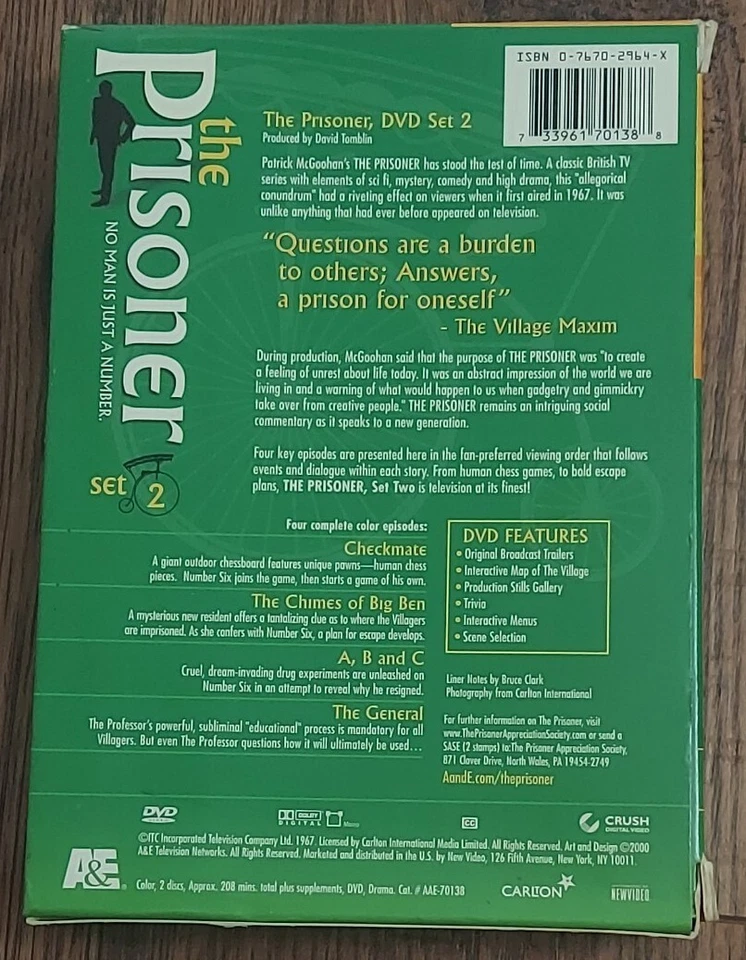 the
prisoner
NO MAN IS JUST A NUMBER.
set 2
ISBN 0-7670-2964-X
7 33961 70138 8
The Prisoner, DVD Set 2
Produced by David Tomblin
Patrick McGoohan's THE PRISONER has stood the test of time. A classic British TV
series with elements of sci fi, mystery, comedy and high drama, this "allegorical
conundrum" had a riveting effect on viewers when it first aired in 1967. It was
unlike anything that had ever before appeared on television.
"Questions are a burden
to others; Answers,
a prison for oneself"
- The Village Maxim
During production, McGoohan said that the purpose of THE PRISONER was "to create
a feeling of unrest about life today. It was an abstract impression of the world we are
living in and a warning of what would happen to us when gadgetry and gimmickry
take over from creative people." THE PRISONER remains an intriguing social
commentary as it speaks to a new generation.
Four key episodes are presented here in the fan-preferred viewing order that follows
events and dialogue within each story. From human chess games, to bold escape
plans, THE PRISONER, Set Two is television at its finest!
Four complete color episodes:
Checkmate
A giant outdoor chessboard features unique pawns—human chess
pieces. Number Six joins the game, then starts a game of his own.
The Chimes of Big Ben
A mysterious new resident offers a tantalizing clue as to where the Villagers
are imprisoned. As she confers with Number Six, a plan for escape develops.
A, B and C
Cruel, dream-invading drug experiments are unleashed on
Number Six in an attempt to reveal why he resigned.
The General
The Professor's powerful, subliminal "educational" process is mandatory for all
Villagers. But even The Professor questions how it will ultimately be used...
DVD FEATURES
• Original Broadcast Trailers
• Interactive Map of The Village
• Production Stills Gallery
• Trivia
• Interactive Menus
• Scene Selection
Liner Notes by Bruce Clark
Photography from Carlton International
For further information on The Prisoner, visit
www.ThePrisonerAppreciationSociety.com or send a
SASE (2 stamps) to:The Prisoner Appreciation Society,
871 Clover Drive, North Wales, PA 19454-2749
AandE.com/theprisoner
DVD
DOLBY
DIGITAL
Mono
CC
CRUSH
DIGITAL VIDEO
©ITC Incorporated Television Company Ltd. 1967. Licensed by Carlton International Media Limited. All Rights Reserved. Art and Design ©2000
A&E Television Networks. All Rights Reserved. Marketed and distributed in the U.S. by New Video, 126 Fifth Avenue, New York, NY 10011.
A&E
Color, 2 discs, Approx. 208 mins. total plus supplements, DVD, Drama. Cat. # AAE-70138
CARLTON
NEWVIDEO